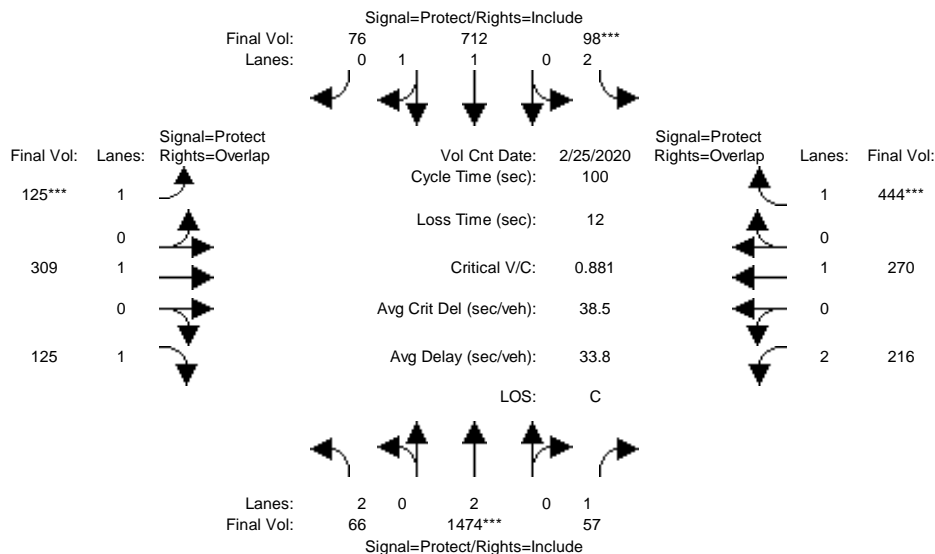 Signal=Protect/Rights=Include
Final Vol: 76 712 98***
Lanes: 0 1 1 0 2
Signal=Protect Signal=Protect
Final Vol: Lanes: Rights=Overlap Vol Cnt Date: 2/25/2020 Rights=Overlap Lanes: Final Vol:
Cycle Time (sec): 100
125*** 1 1 444***
Loss Time (sec): 12
0 0
309 1 Critical V/C: 0.881 1 270
0 Avg Crit Del (sec/veh): 38.5 0
125 1 Avg Delay (sec/veh): 33.8 2 216
LOS: C
Lanes: 2 0 2 0 1
Final Vol: 66 1474*** 57
Signal=Protect/Rights=Include